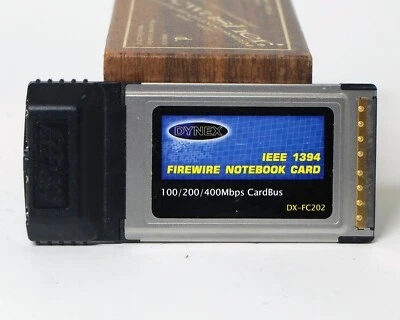 DYNEX
IEEE 1394
FIREWIRE NOTEBOOK CARD
100/200/400Mbps CardBus
DX-FC202